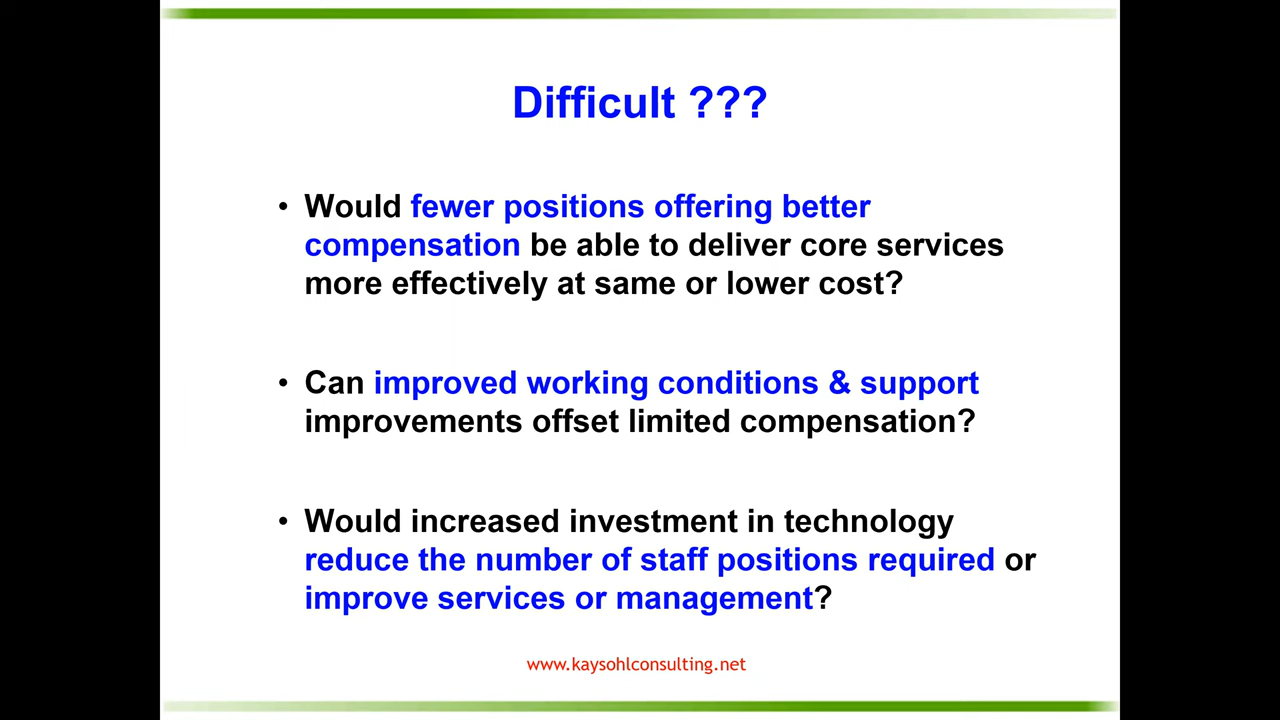 Difficult ???
• Would fewer positions offering better
compensation be able to deliver core services
more effectively at same or lower cost?
• Can improved working conditions & support
improvements offset limited compensation?
• Would increased investment in technology
reduce the number of staff positions required or
improve services or management?
www.kaysohlconsulting.net